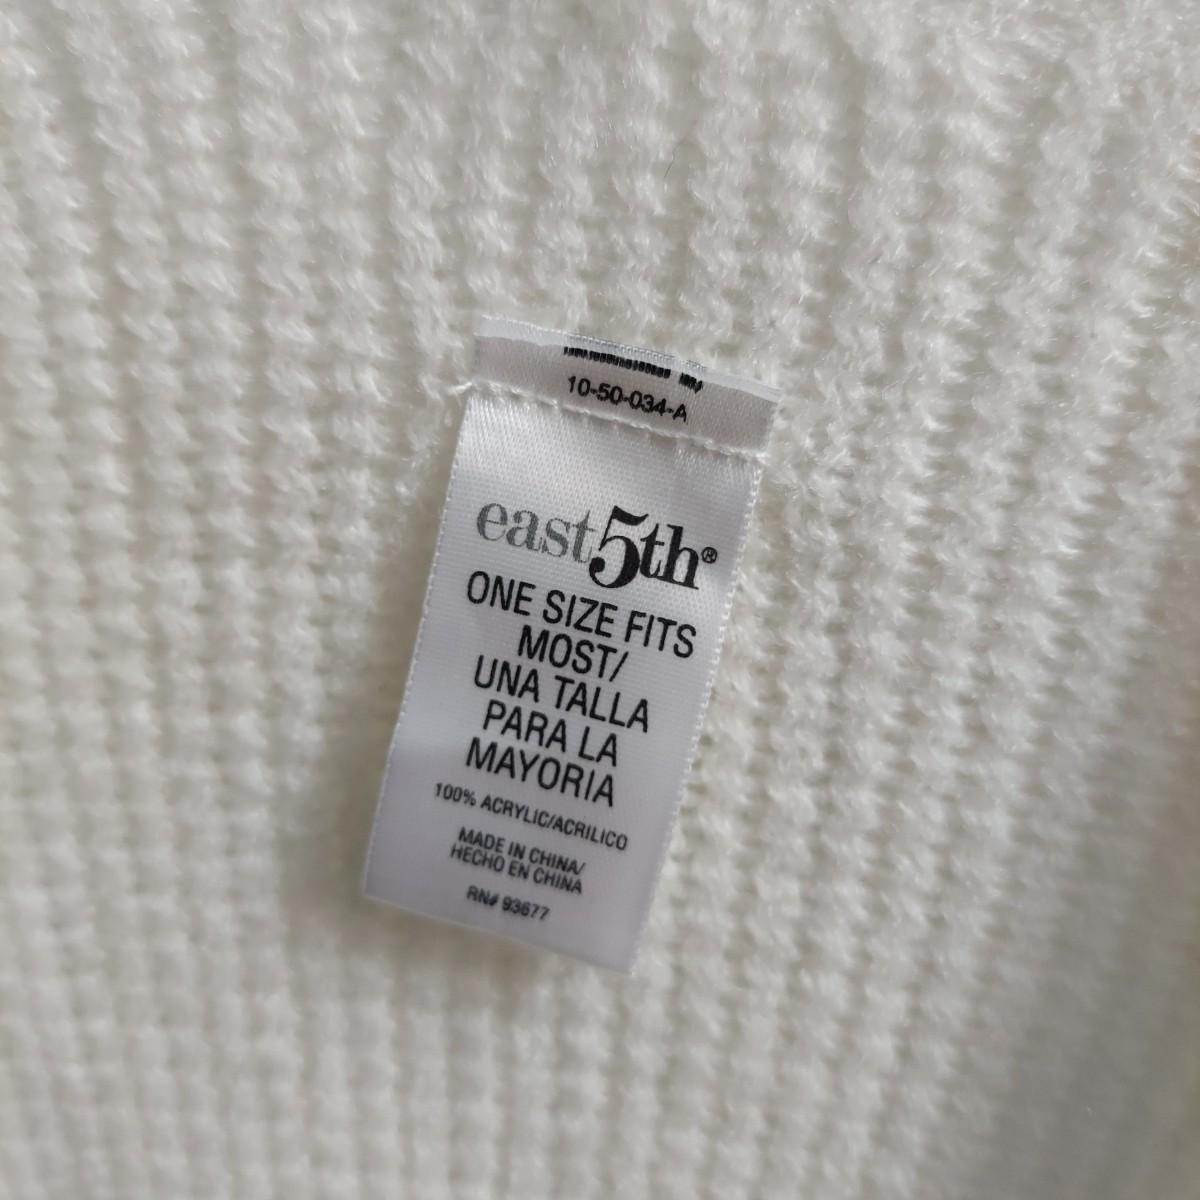 10-50-034-A
east5th®
ONE SIZE FITS
MOST/
UNA TALLA
PARA LA
MAYORIA
100% ACRYLIC/ACRILICO
MADE IN CHINA/
HECHO EN CHINA
RN# 93677